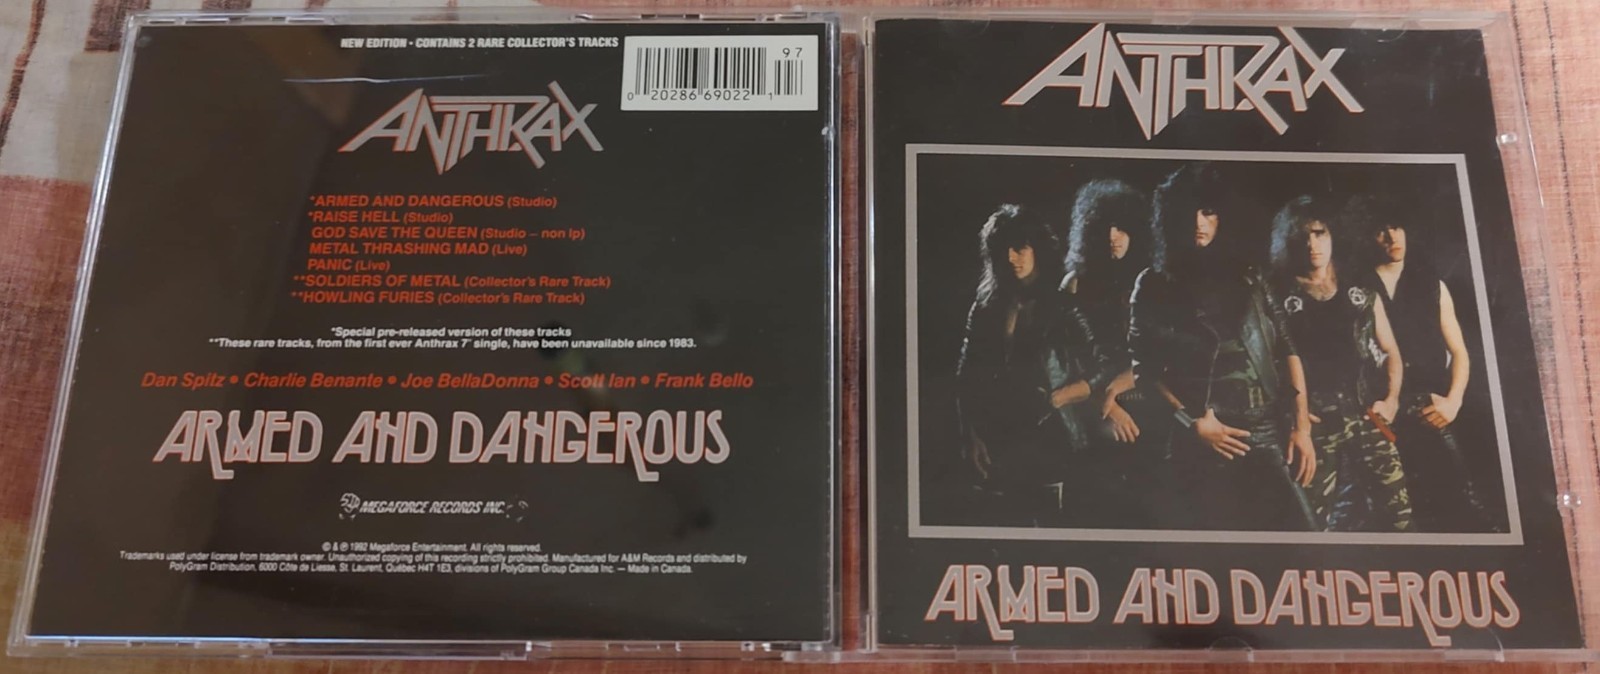 NEW EDITION • CONTAINS 2 RARE COLLECTOR'S TRACKS
97
0 20286 69022 1
ANTHRAX
*ARMED AND DANGEROUS (Studio)
*RAISE HELL (Studio)
GOD SAVE THE QUEEN (Studio – non lp)
METAL THRASHING MAD (Live)
PANIC (Live)
**SOLDIERS OF METAL (Collector's Rare Track)
**HOWLING FURIES (Collector's Rare Track)
*Special pre-released version of these tracks
**These rare tracks, from the first ever Anthrax 7" single, have been unavailable since 1983.
Dan Spitz • Charlie Benante • Joe BellaDonna • Scott Ian • Frank Bello
ARMED AND DANGEROUS
MEGAFORCE RECORDS INC.
© & ℗ 1992 Megaforce Entertainment. All rights reserved.
Trademarks used under license from trademark owner. Unauthorized copying of this recording strictly prohibited. Manufactured for A&M Records and distributed by
PolyGram Distribution, 6000 Côte de Liesse, St. Laurent, Québec H4T 1E3, divisions of PolyGram Group Canada Inc. — Made in Canada.
ANTHRAX
ARMED AND DANGEROUS